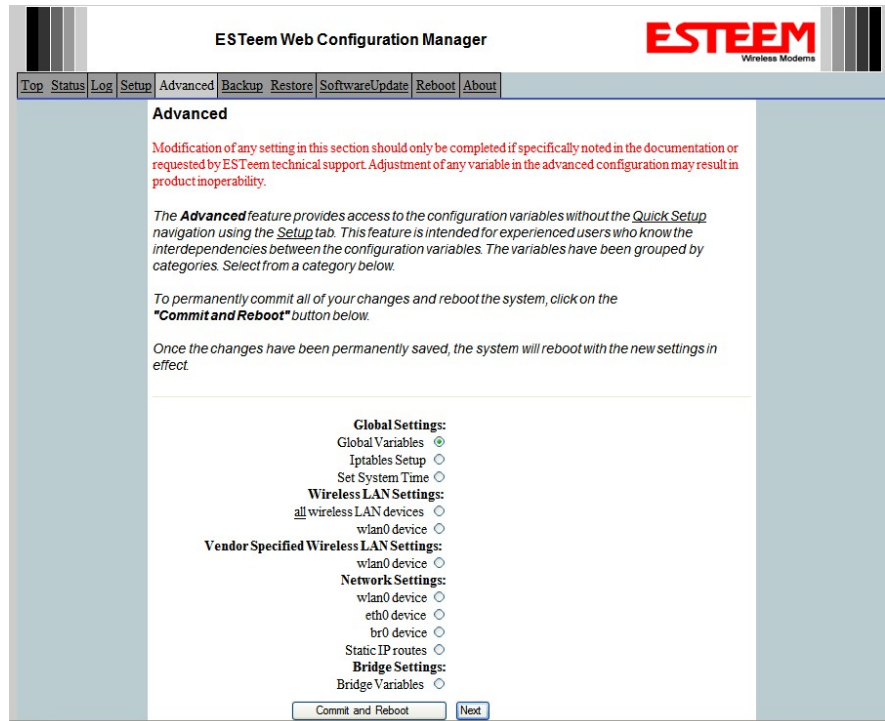 ESTeem Web Configuration Manager
ESTEEM
Wireless Modems
Top Status Log Setup Advanced Backup Restore SoftwareUpdate Reboot About
Advanced
Modification of any setting in this section should only be completed if specifically noted in the documentation or
requested by ESTeem technical support. Adjustment of any variable in the advanced configuration may result in
product inoperability.
The Advanced feature provides access to the configuration variables without the Quick Setup
navigation using the Setup tab. This feature is intended for experienced users who know the
interdependencies between the configuration variables. The variables have been grouped by
categories. Select from a category below.
To permanently commit all of your changes and reboot the system, click on the
"Commit and Reboot" button below.
Once the changes have been permanently saved, the system will reboot with the new settings in
effect.
Global Settings:
Global Variables
Iptables Setup
Set System Time
Wireless LAN Settings:
all wireless LAN devices
wlan0 device
Vendor Specified Wireless LAN Settings:
wlan0 device
Network Settings:
wlan0 device
eth0 device
br0 device
Static IP routes
Bridge Settings:
Bridge Variables
Commit and Reboot Next